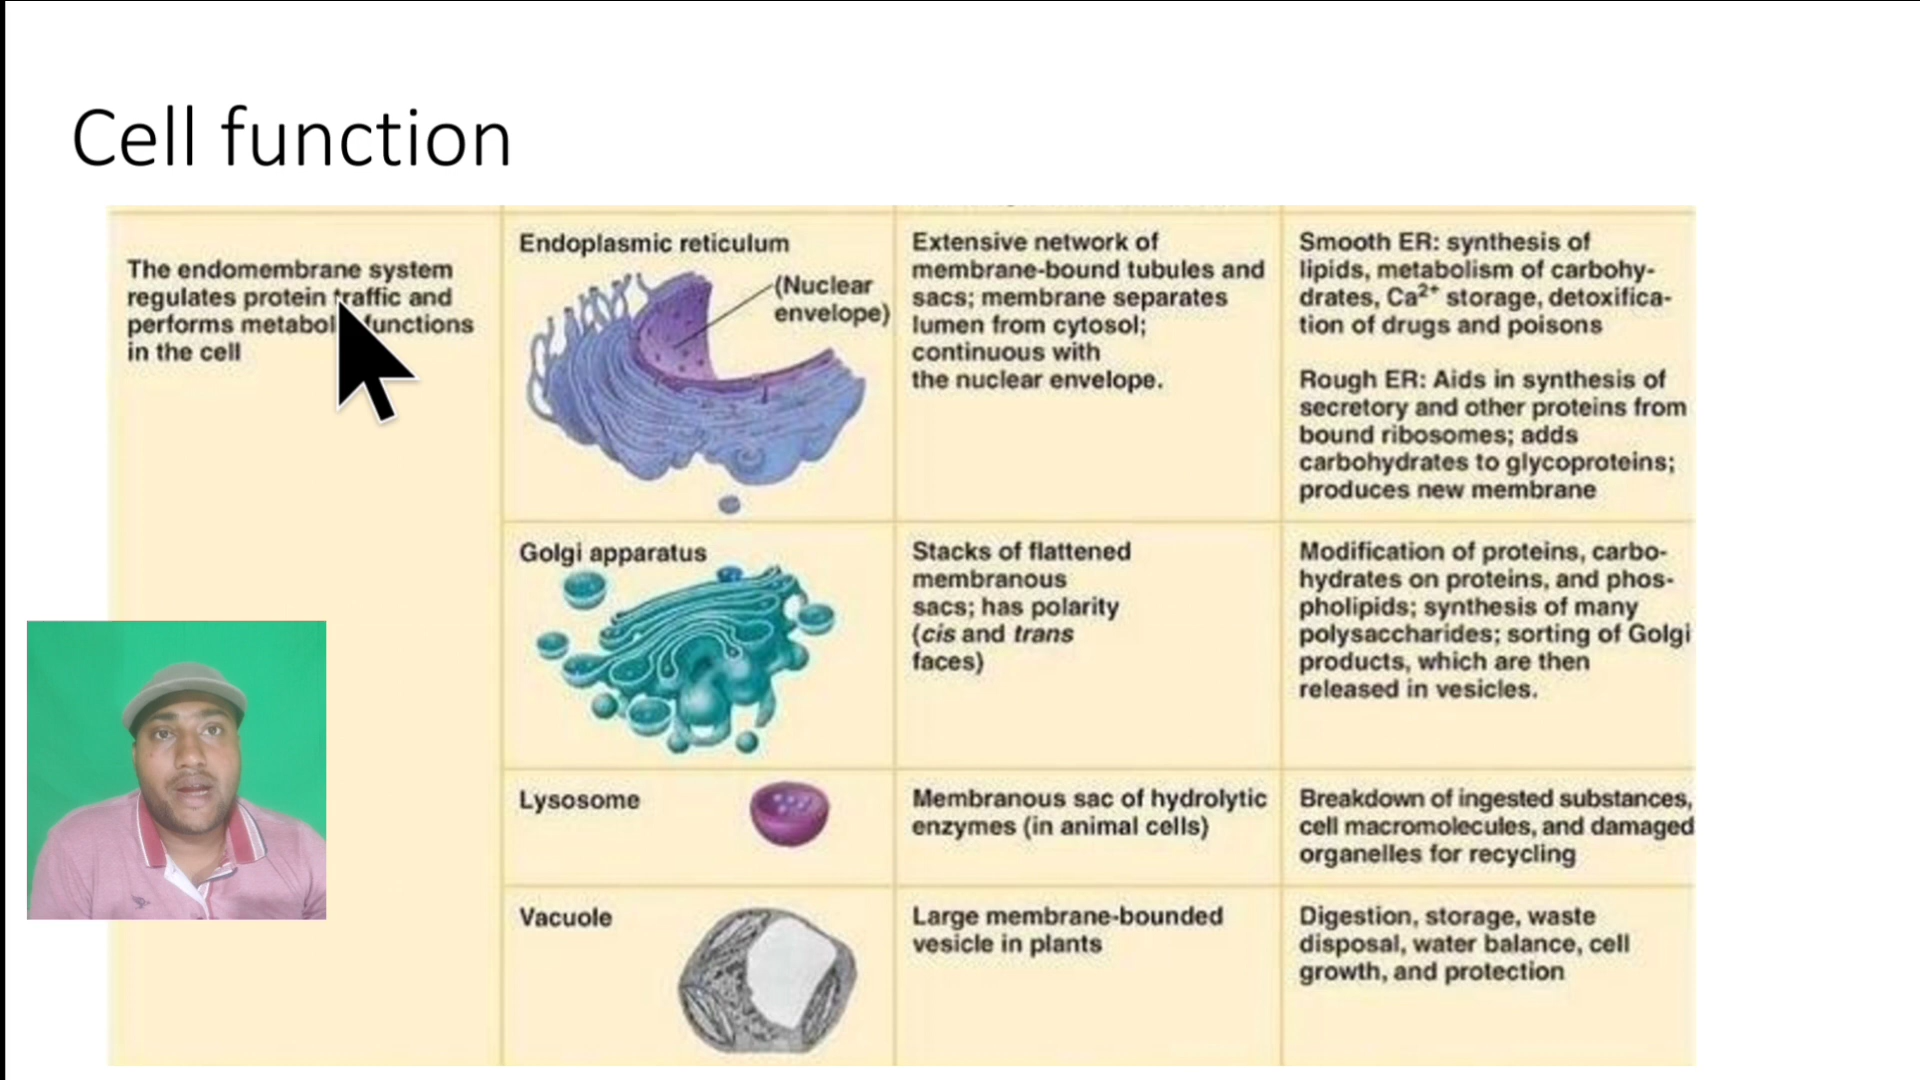 Cell function
The endomembrane system
regulates protein traffic and
performs metabol functions
in the cell
Endoplasmic reticulum
(Nuclear
envelope)
Extensive network of
membrane-bound tubules and
sacs; membrane separates
lumen from cytosol;
continuous with
the nuclear envelope.
Smooth ER: synthesis of
lipids, metabolism of carbohy-
drates, Ca²⁺ storage, detoxifica-
tion of drugs and poisons
Rough ER: Aids in synthesis of
secretory and other proteins from
bound ribosomes; adds
carbohydrates to glycoproteins;
produces new membrane
Golgi apparatus
Stacks of flattened
membranous
sacs; has polarity
(cis and trans
faces)
Modification of proteins, carbo-
hydrates on proteins, and phos-
pholipids; synthesis of many
polysaccharides; sorting of Golgi
products, which are then
released in vesicles.
Lysosome
Membranous sac of hydrolytic
enzymes (in animal cells)
Breakdown of ingested substances,
cell macromolecules, and damaged
organelles for recycling
Vacuole
Large membrane-bounded
vesicle in plants
Digestion, storage, waste
disposal, water balance, cell
growth, and protection